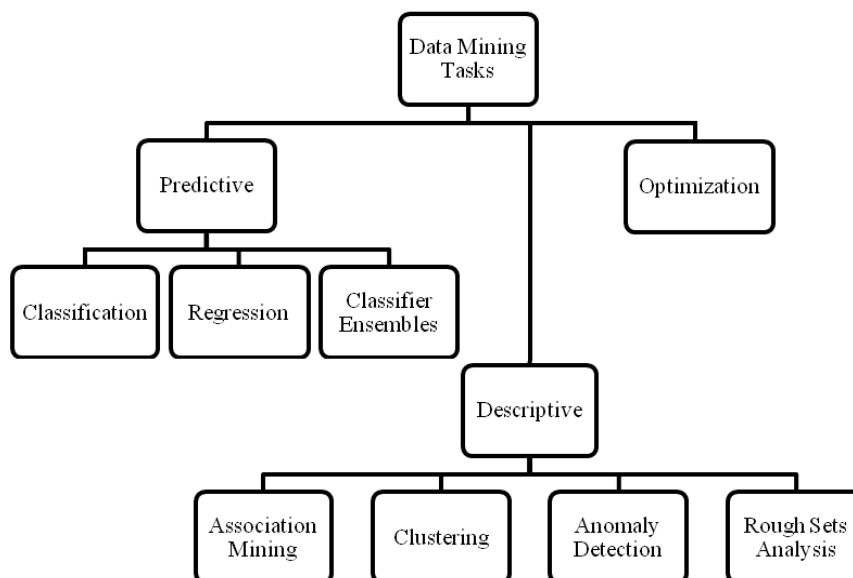 Data Mining
Tasks
Predictive
Optimization
Classification
Regression
Classifier
Ensembles
Descriptive
Association
Mining
Clustering
Anomaly
Detection
Rough Sets
Analysis